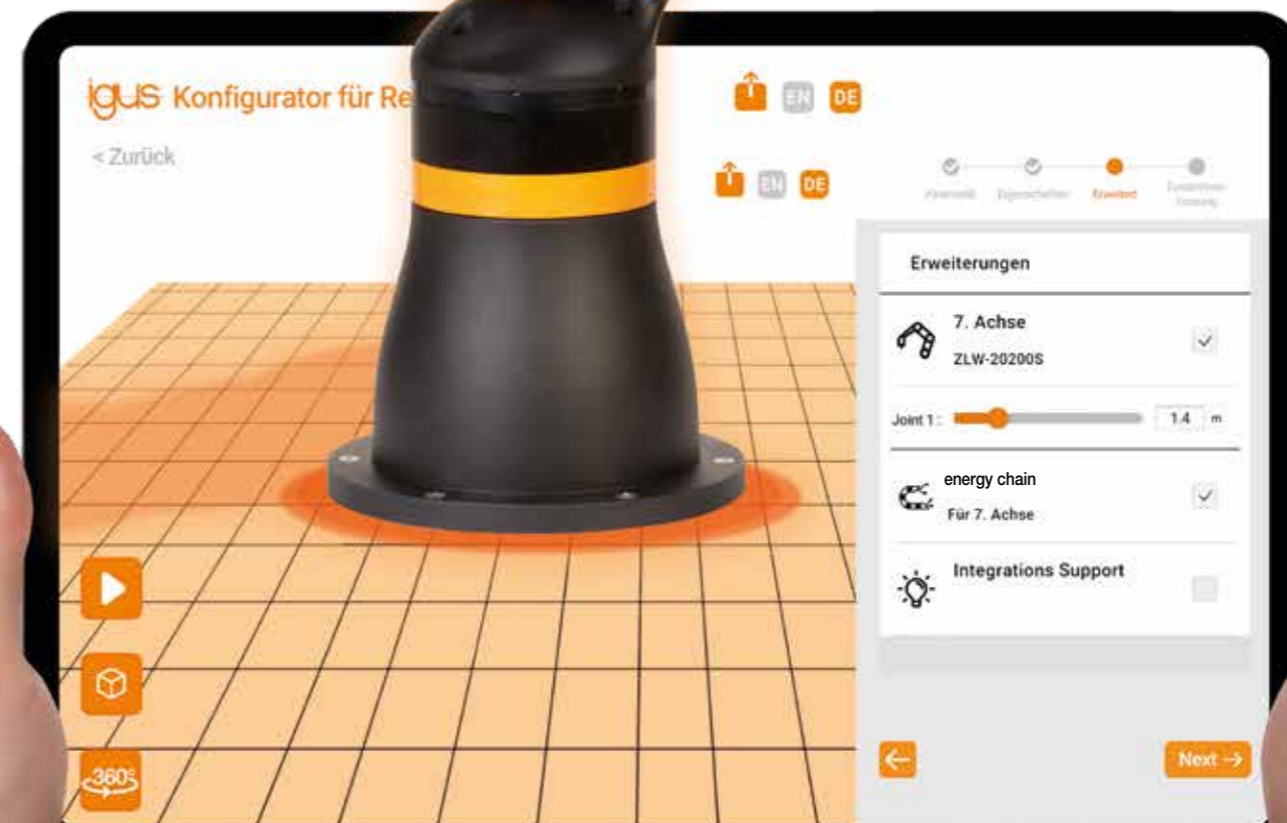 igus Konfigurator für Re
EN DE
< Zurück
EN DE
Eigenschaften Erweitert
Erweiterungen
7. Achse
ZLW-20200S
Joint 1: 1.4 m
energy chain
Für 7. Achse
Integrations Support
360°
Next →